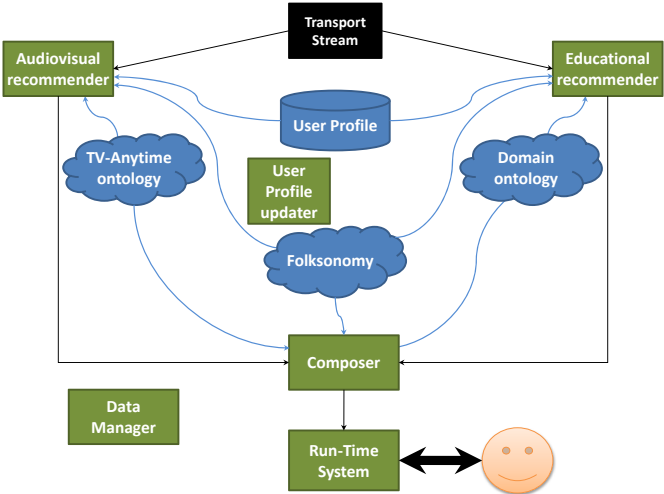 Transport
Stream
Audiovisual
recommender
Educational
recommender
User Profile
TV-Anytime
ontology
Domain
ontology
User
Profile
updater
Folksonomy
Composer
Data
Manager
Run-Time
System